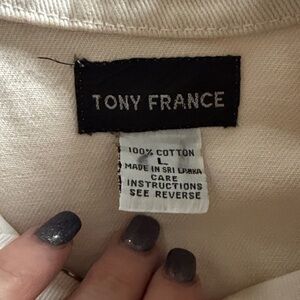 TONY FRANCE
100% COTTON
L
MADE IN SRI LANKA
CARE
INSTRUCTIONS
SEE REVERSE